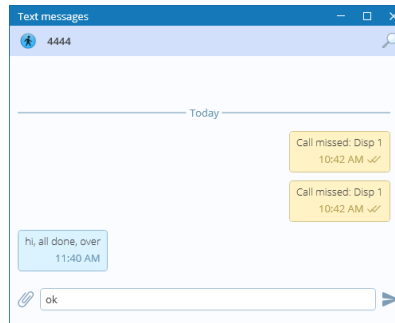 Text messages
4444
Today
Call missed: Disp 1
10:42 AM
Call missed: Disp 1
10:42 AM
hi, all done, over
11:40 AM
ok